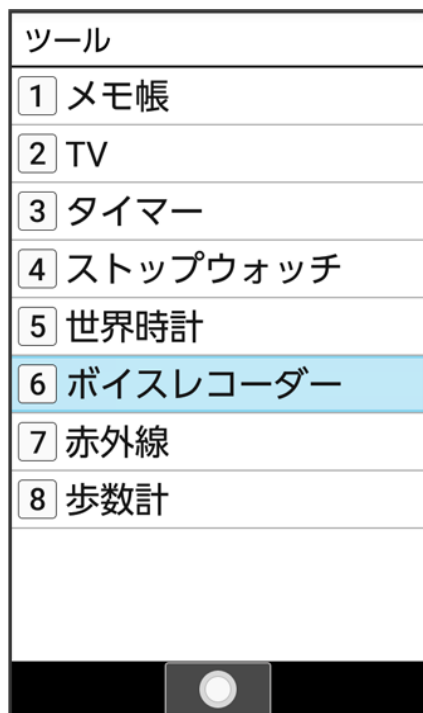 ツール
1 メモ帳
2 TV
3 タイマー
4 ストップウォッチ
5 世界時計
6 ボイスレコーダー
7 赤外線
8 歩数計